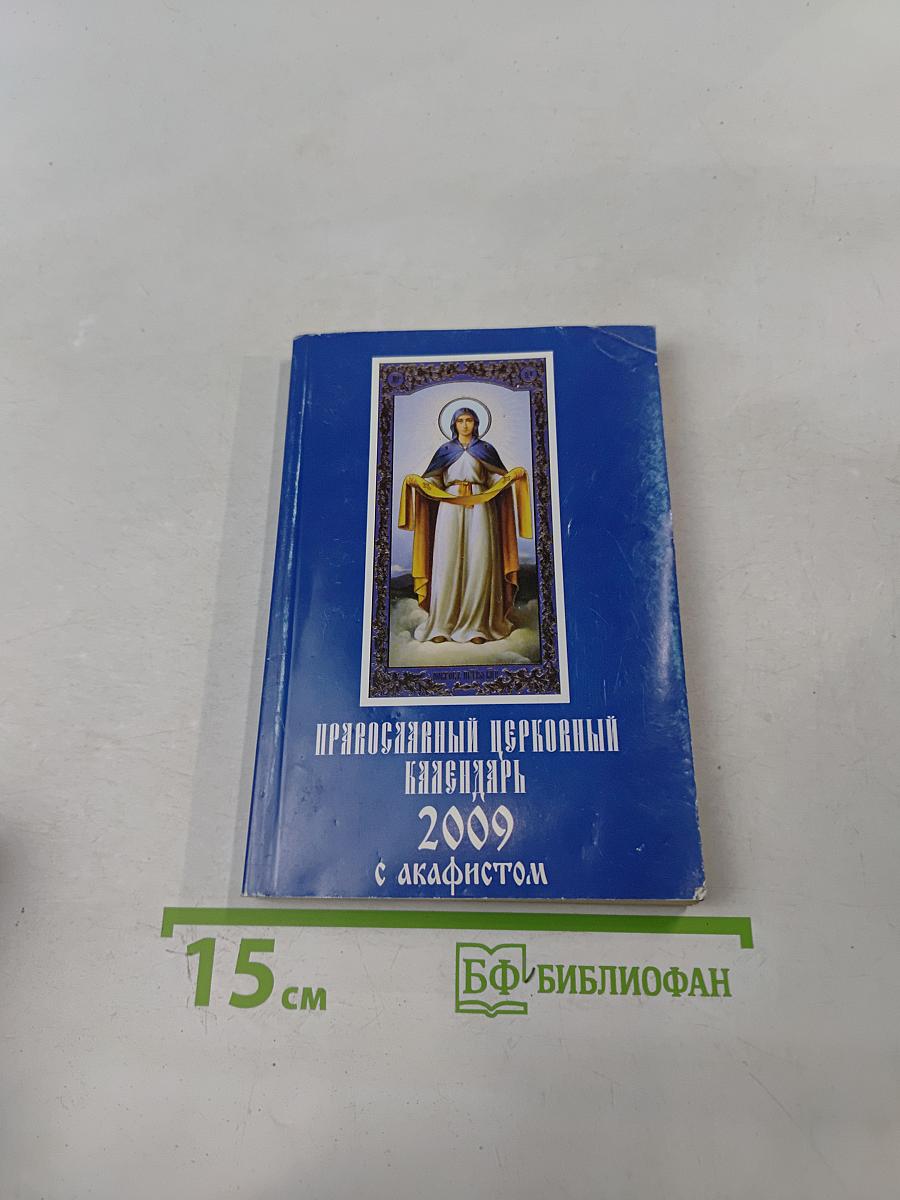 ПРАВОСЛАВНЫЙ ЦЕРКОВНЫЙ
КАЛЕНДАРЬ
2009
с акафистом
15 см
БФ БИБЛИОФАН